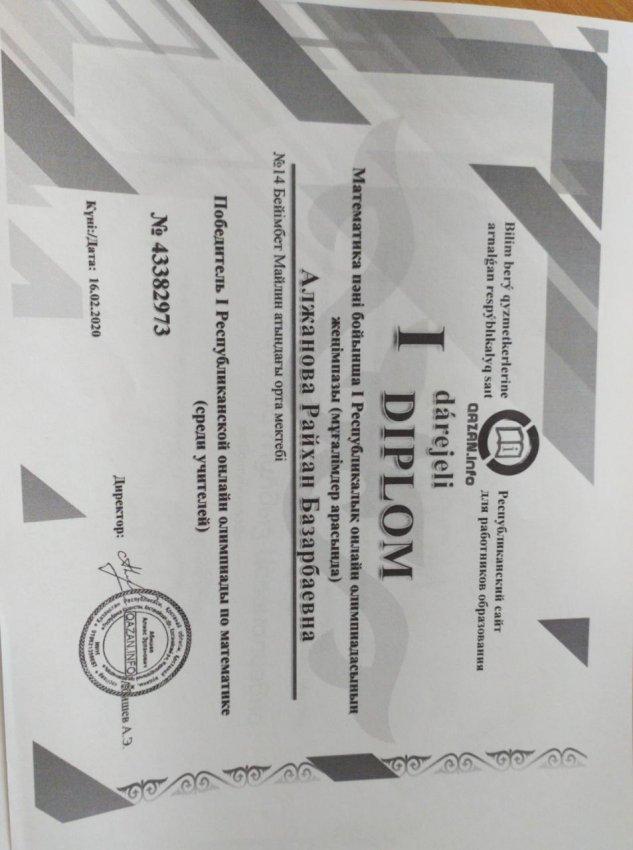 Bilim berý qyzmetkerlerine
arnalǵan respýblıkalyq saıt
QAZAN.Info
Республиканский сайт
для работников образования
dárejeli
I DIPLOM
Математика пәні бойынша I Республикалық онлайн олимпиадасының
жеңімпазы (мұғалімдер арасында)
Алжанова Райхан Базарбаевна
№14 Бейімбет Майлин атындағы орта мектебі
Победитель I Республиканской онлайн олимпиады по математике
(среди учителей)
№ 43382973
Күні:/Дата: 16.02.2020
Директор:
А.Э.
QAZAN.INFO